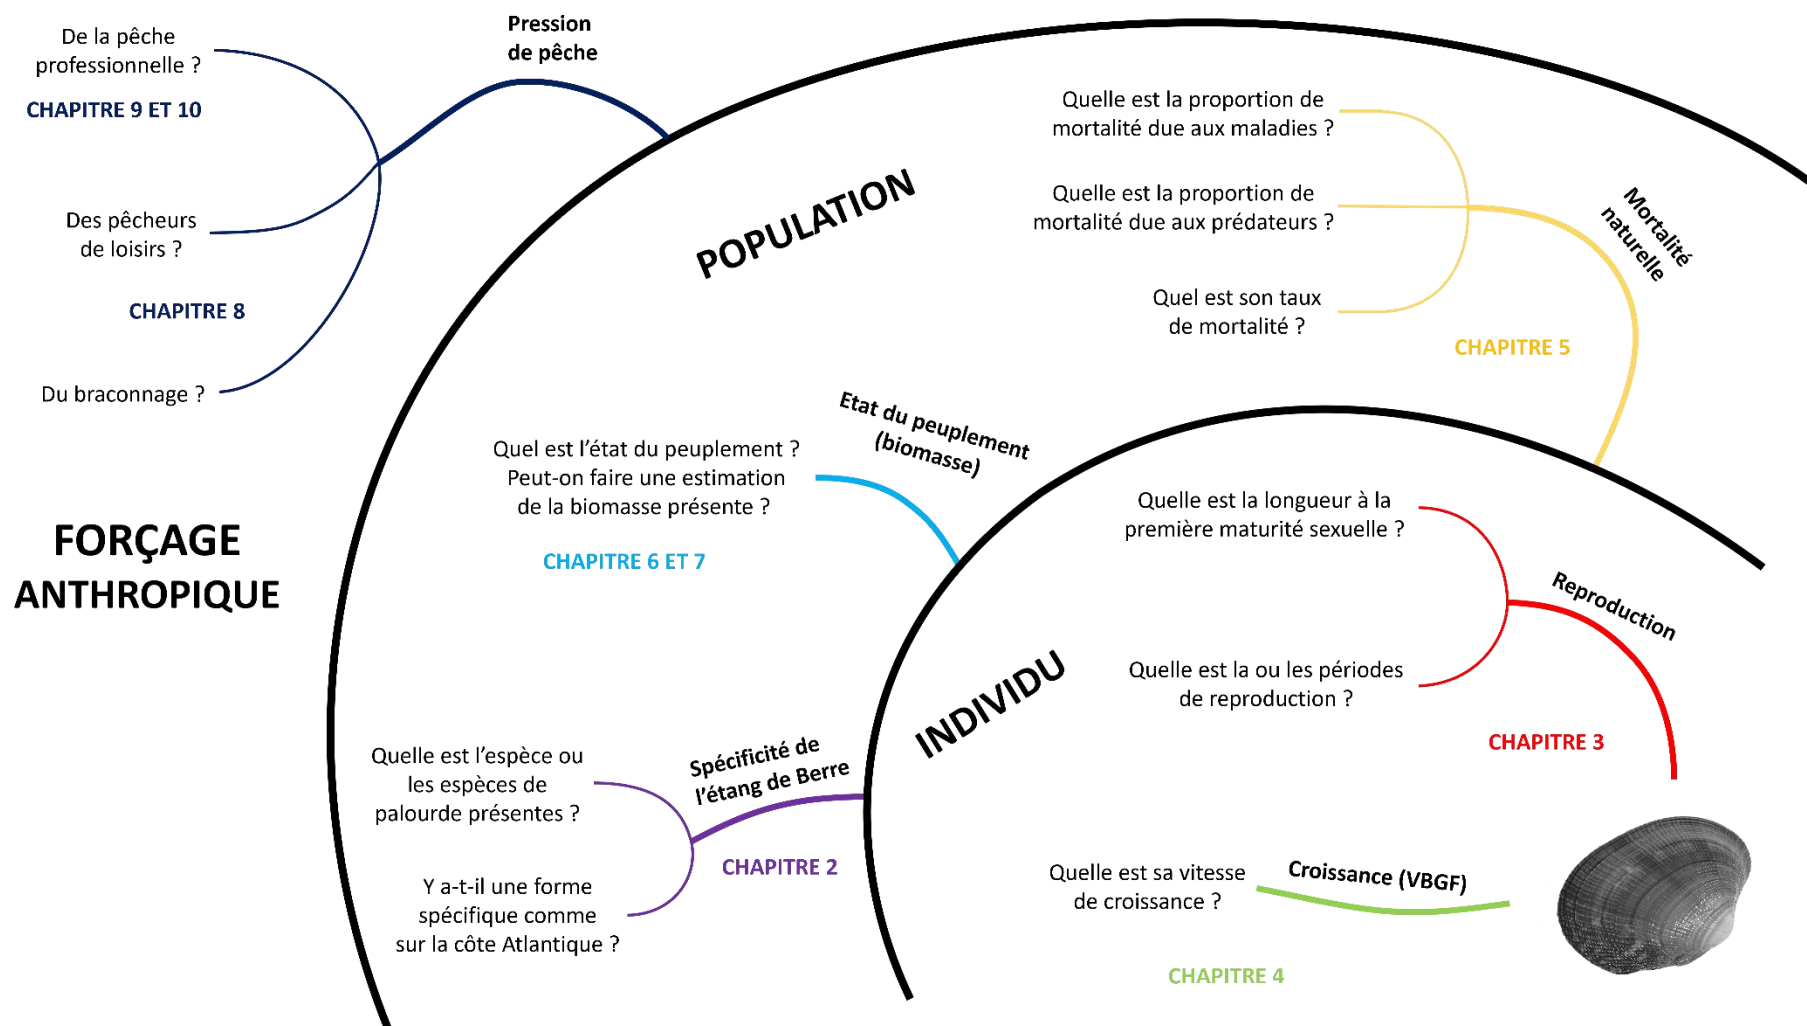 De la pêche
professionnelle ?
CHAPITRE 9 ET 10
Pression
de pêche
Des pêcheurs
de loisirs ?
CHAPITRE 8
Du braconnage ?
FORÇAGE
ANTHROPIQUE
POPULATION
Quelle est la proportion de
mortalité due aux maladies ?
Quelle est la proportion de
mortalité due aux prédateurs ?
Quel est son taux
de mortalité ?
Mortalité
naturelle
CHAPITRE 5
Etat du peuplement
(biomasse)
Quel est l’état du peuplement ?
Peut-on faire une estimation
de la biomasse présente ?
CHAPITRE 6 ET 7
Spécificité de
l’étang de Berre
Quelle est l’espèce ou
les espèces de
palourde présentes ?
CHAPITRE 2
Y a-t-il une forme
spécifique comme
sur la côte Atlantique ?
INDIVIDU
Quelle est la longueur à la
première maturité sexuelle ?
Reproduction
Quelle est la ou les périodes
de reproduction ?
CHAPITRE 3
Quelle est sa vitesse
de croissance ?
Croissance (VBGF)
CHAPITRE 4